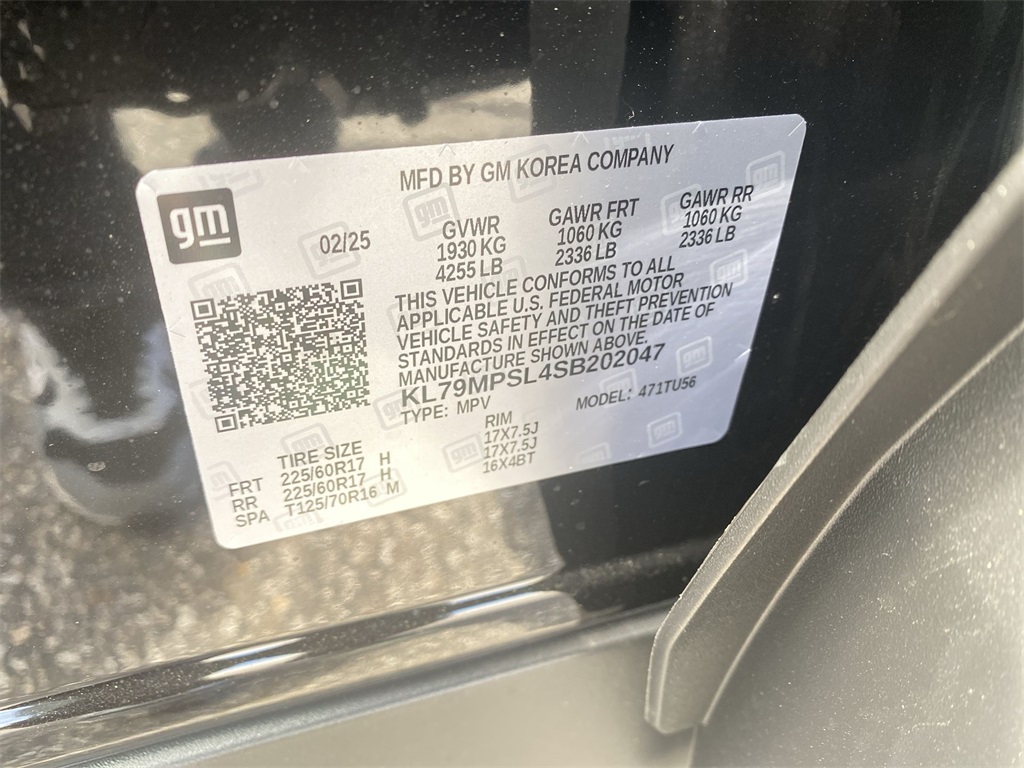 MFD BY GM KOREA COMPANY
gm
02/25
GVWR
1930 KG
4255 LB
GAWR FRT
1060 KG
2336 LB
GAWR RR
1060 KG
2336 LB
THIS VEHICLE CONFORMS TO ALL
APPLICABLE U.S. FEDERAL MOTOR
VEHICLE SAFETY AND THEFT PREVENTION
STANDARDS IN EFFECT ON THE DATE OF
MANUFACTURE SHOWN ABOVE.
KL79MPSL4SB202047
TYPE: MPV MODEL: 471TU56
TIRE SIZE RIM
FRT 225/60R17 H 17X7.5J
RR 225/60R17 H 17X7.5J
SPA T125/70R16 M 16X4BT